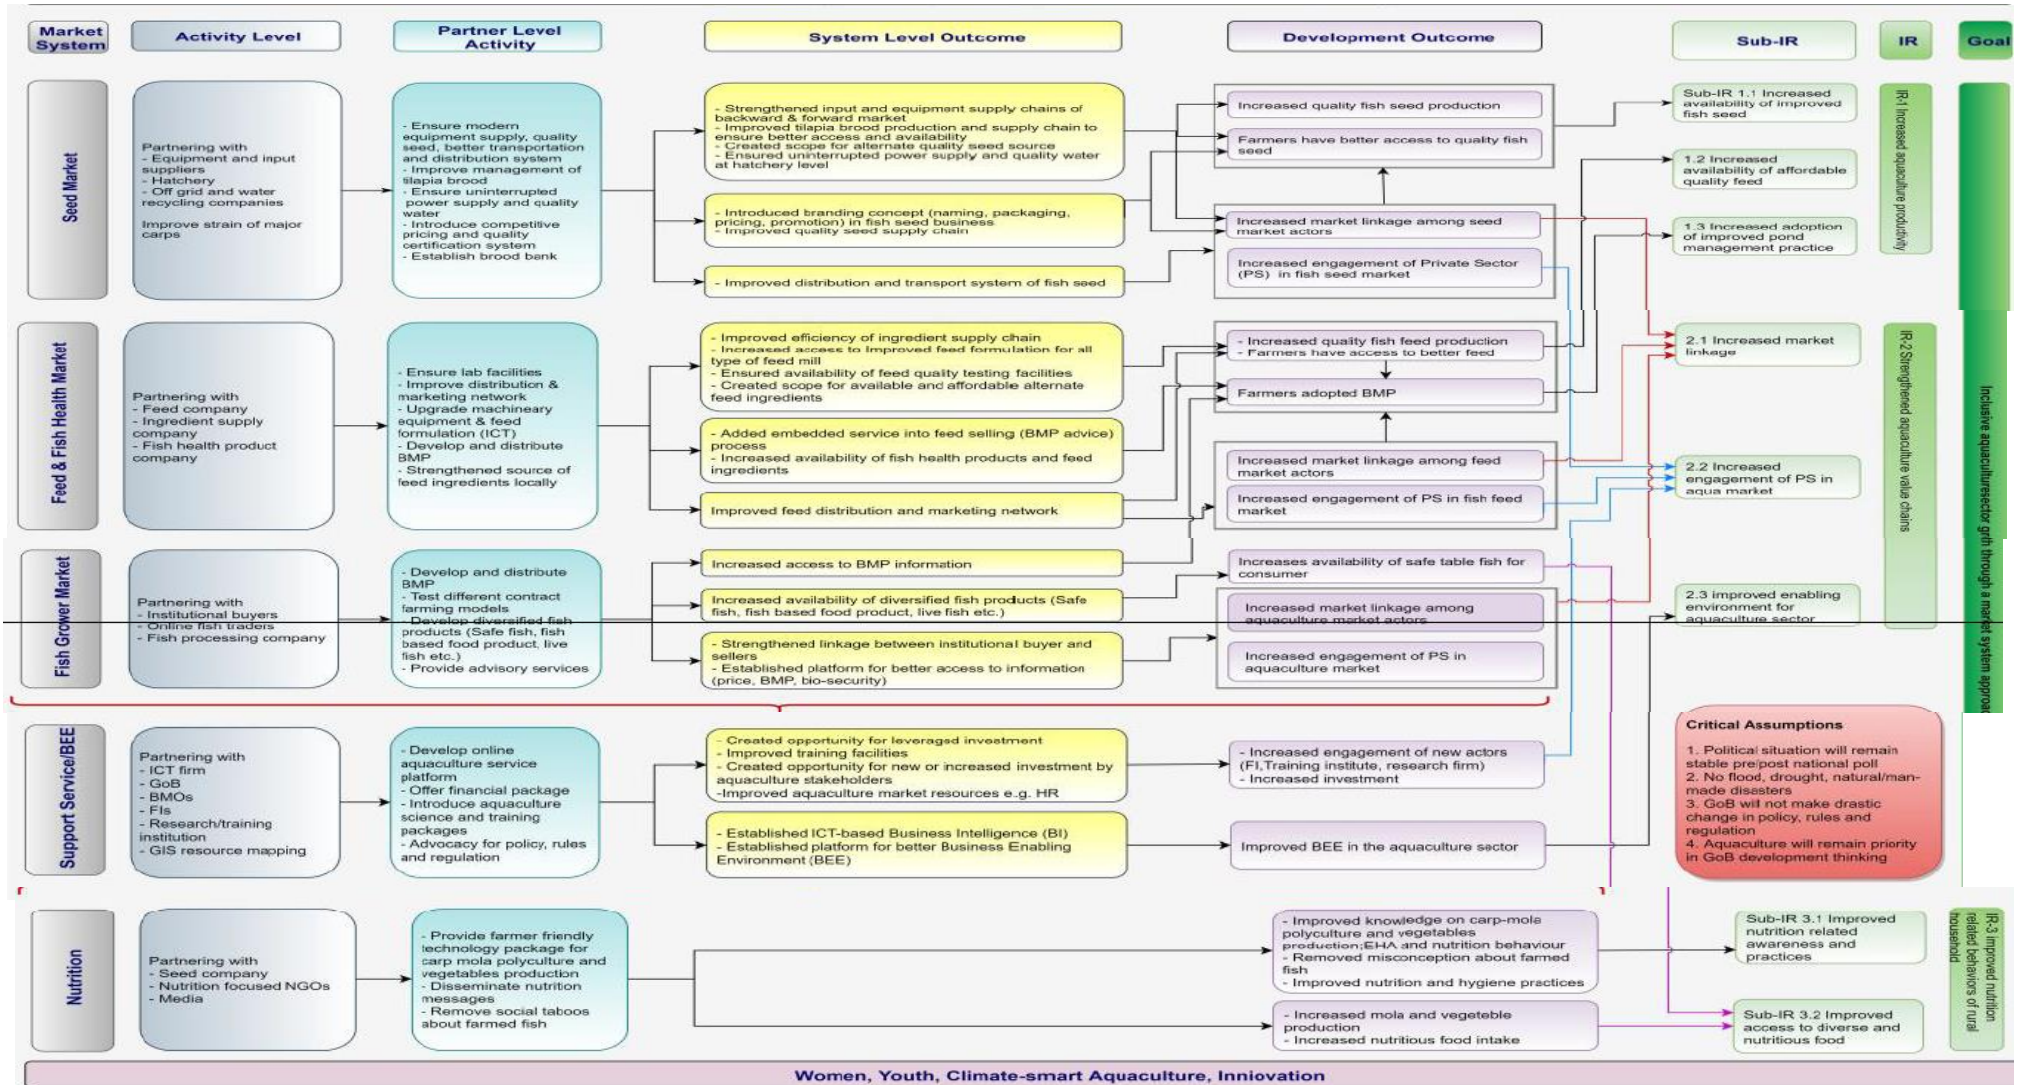 Market
System
Activity Level
Partner Level
Activity
System Level Outcome
Development Outcome
Sub-IR
IR
Goal
Seed Market
Partnering with
- Equipment and input
suppliers
- Hatchery
- Off grid and water
recycling companies
Improve strain of major
carps
- Ensure modern
equipment supply, quality
seed, better transportation
and distribution system
- Improve management of
tilapia brood
- Ensure uninterrupted
power supply and quality
water
- Introduce competitive
pricing and quality
certification system
- Establish brood bank
- Strengthened input and equipment supply chains of
backward & forward market
- Improved tilapia brood production and supply chain to
ensure better access and availability
- Created scope for alternate quality seed source
- Ensured uninterrupted power supply and quality water
at hatchery level
- Introduced branding concept (naming, packaging,
pricing, promotion) in fish seed business
- Improved quality seed supply chain
- Improved distribution and transport system of fish seed
Increased quality fish seed production
Farmers have better access to quality fish
seed
Increased market linkage among seed
market actors
Increased engagement of Private Sector
(PS) in fish seed market
Sub-IR 1.1 Increased
availability of improved
fish seed
1.2 Increased
availability of affordable
quality feed
1.3 Increased adoption
of improved pond
management practice
IR-1 Increased aquaculture productivity
Feed & Fish Health Market
Partnering with
- Feed company
- Ingredient supply
company
- Fish health product
company
- Ensure lab facilities
- Improve distribution &
marketing network
- Upgrade machineary
equipment & feed
formulation (ICT)
- Develop and distribute
BMP
- Strengthened source of
feed ingredients locally
- Improved efficiency of ingredient supply chain
- Increased access to Improved feed formulation for all
type of feed mill
- Ensured availability of feed quality testing facilities
- Created scope for available and affordable alternate
feed ingredients
- Added embedded service into feed selling (BMP advice)
process
- Increased availability of fish health products and feed
ingredients
Improved feed distribution and marketing network
- Increased quality fish feed production
- Farmers have access to better feed
Farmers adopted BMP
Increased market linkage among feed
market actors
Increased engagement of PS in fish feed
market
2.1 Increased market
linkage
2.2 Increased
engagement of PS in
aqua market
2.3 improved enabling
environment for
aquaculture sector
IR-2 Strengthened aquaculture value chains
Inclusive aquaculturesector grth through a market system approac
Fish Grower Market
Partnering with
- Institutional buyers
- Online fish traders
- Fish processing company
- Develop and distribute
BMP
- Test different contract
farming models
- Develop diversified fish
products (Safe fish, fish
based food product, live
fish etc.)
- Provide advisory services
Increased access to BMP information
Increased availability of diversified fish products (Safe
fish, fish based food product, live fish etc.)
- Strengthened linkage between institutional buyer and
sellers
- Established platform for better access to information
(price, BMP, bio-security)
Increases availability of safe table fish for
consumer
Increased market linkage among
aquaculture market actors
Increased engagement of PS in
aquaculture market
Support Service/BEE
Partnering with
- ICT firm
- GoB
- BMOs
- FIs
- Research/training
institution
- GIS resource mapping
- Develop online
aquaculture service
platform
- Offer financial package
- Introduce aquaculture
science and training
packages
- Advocacy for policy, rules
and regulation
- Created opportunity for leveraged investment
- Improved training facilities
- Created opportunity for new or increased investment by
aquaculture stakeholders
-Improved aquaculture market resources e.g. HR
- Established ICT-based Business Intelligence (BI)
- Established platform for better Business Enabling
Environment (BEE)
- Increased engagement of new actors
(FI,Training institute, research firm)
- Increased investment
Improved BEE in the aquaculture sector
Critical Assumptions
1. Political situation will remain
stable pre/post national poll
2. No flood, drought, natural/man-
made disasters
3. GoB will not make drastic
change in policy, rules and
regulation
4. Aquaculture will remain priority
in GoB development thinking
Nutrition
Partnering with
- Seed company
- Nutrition focused NGOs
- Media
- Provide farmer friendly
technology package for
carp mola polyculture and
vegetables production
- Disseminate nutrition
messages
- Remove social taboos
about farmed fish
- Improved knowledge on carp-mola
polyculture and vegetables
production;EHA and nutrition behaviour
- Removed misconception about farmed
fish
- Improved nutrition and hygiene practices
- Increased mola and vegeteble
production
- Increased nutritious food intake
Sub-IR 3.1 Improved
nutrition related
awareness and
practices
Sub-IR 3.2 Improved
access to diverse and
nutritious food
IR-3 improved nutrition
related behaviors of rural
household
Women, Youth, Climate-smart Aquaculture, Inniovation